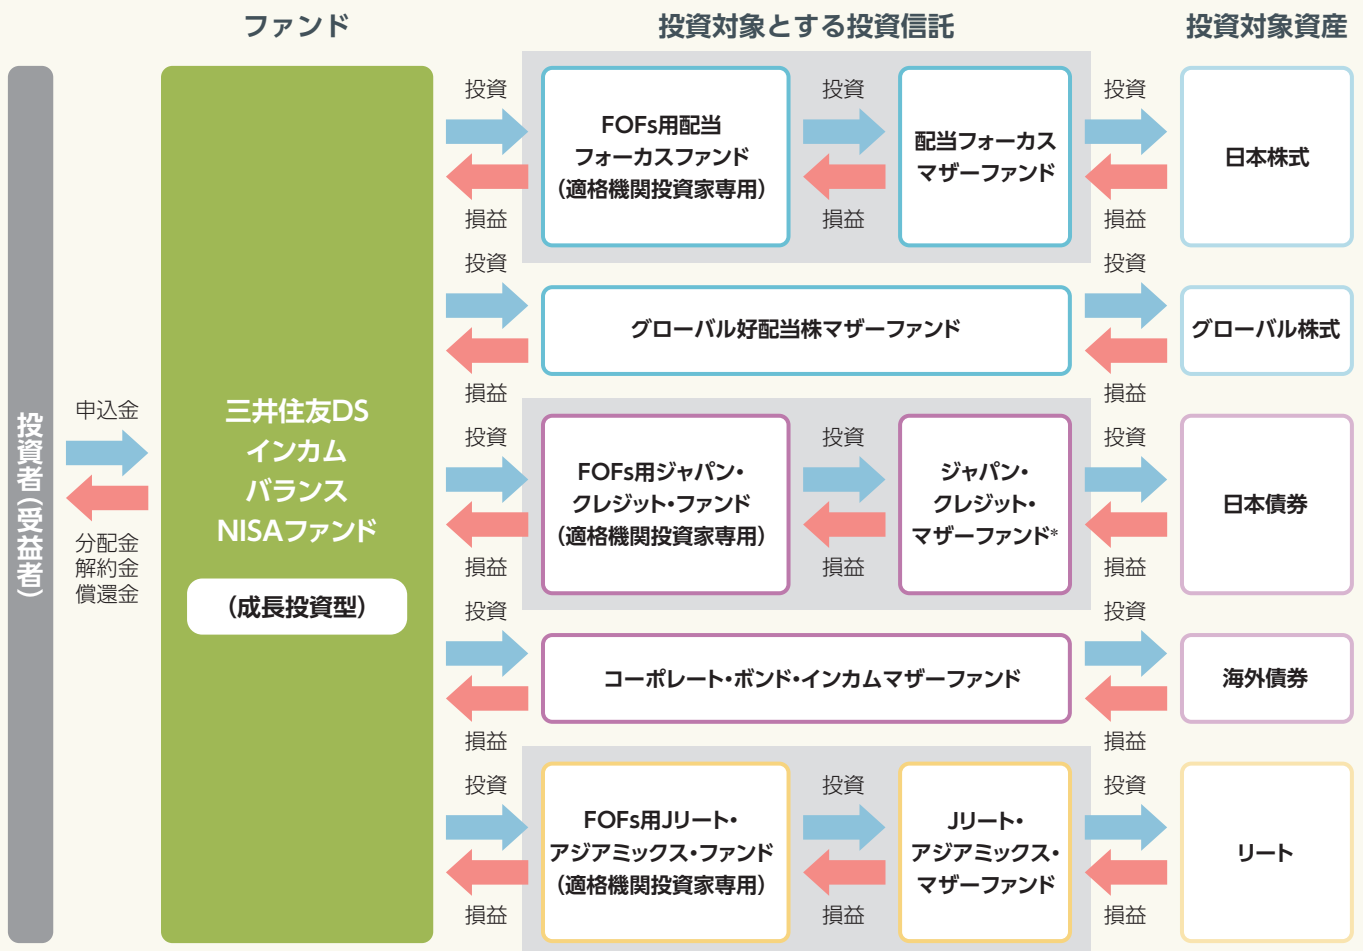 ファンド
投資対象とする投資信託
投資対象資産
投資者(受益者)
申込金
分配金
解約金
償還金
三井住友DS
インカム
バランス
NISAファンド
(成長投資型)
投資
損益
FOFs用配当
フォーカスファンド
(適格機関投資家専用)
投資
損益
配当フォーカス
マザーファンド
投資
損益
日本株式
投資
損益
グローバル好配当株マザーファンド
投資
損益
グローバル株式
投資
損益
FOFs用ジャパン・
クレジット・ファンド
(適格機関投資家専用)
投資
損益
ジャパン・
クレジット・
マザーファンド*
投資
損益
日本債券
投資
損益
コーポレート・ボンド・インカムマザーファンド
投資
損益
海外債券
投資
損益
FOFs用Jリート・
アジアミックス・ファンド
(適格機関投資家専用)
投資
損益
Jリート・
アジアミックス・
マザーファンド
投資
損益
リート